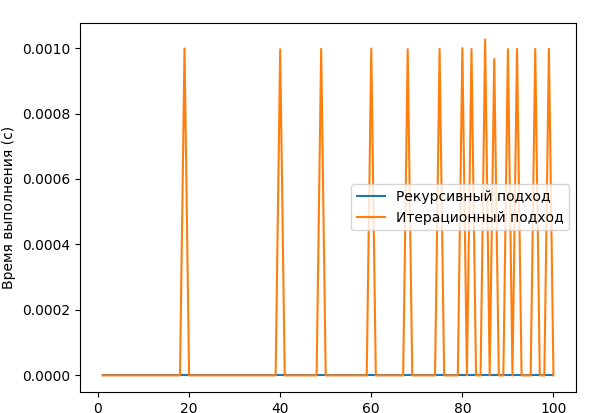 0.0010
0.0008
0.0006
0.0004
0.0002
0.0000
Время выполнения (с)
Рекурсивный подход
Итерационный подход
0 20 40 60 80 100